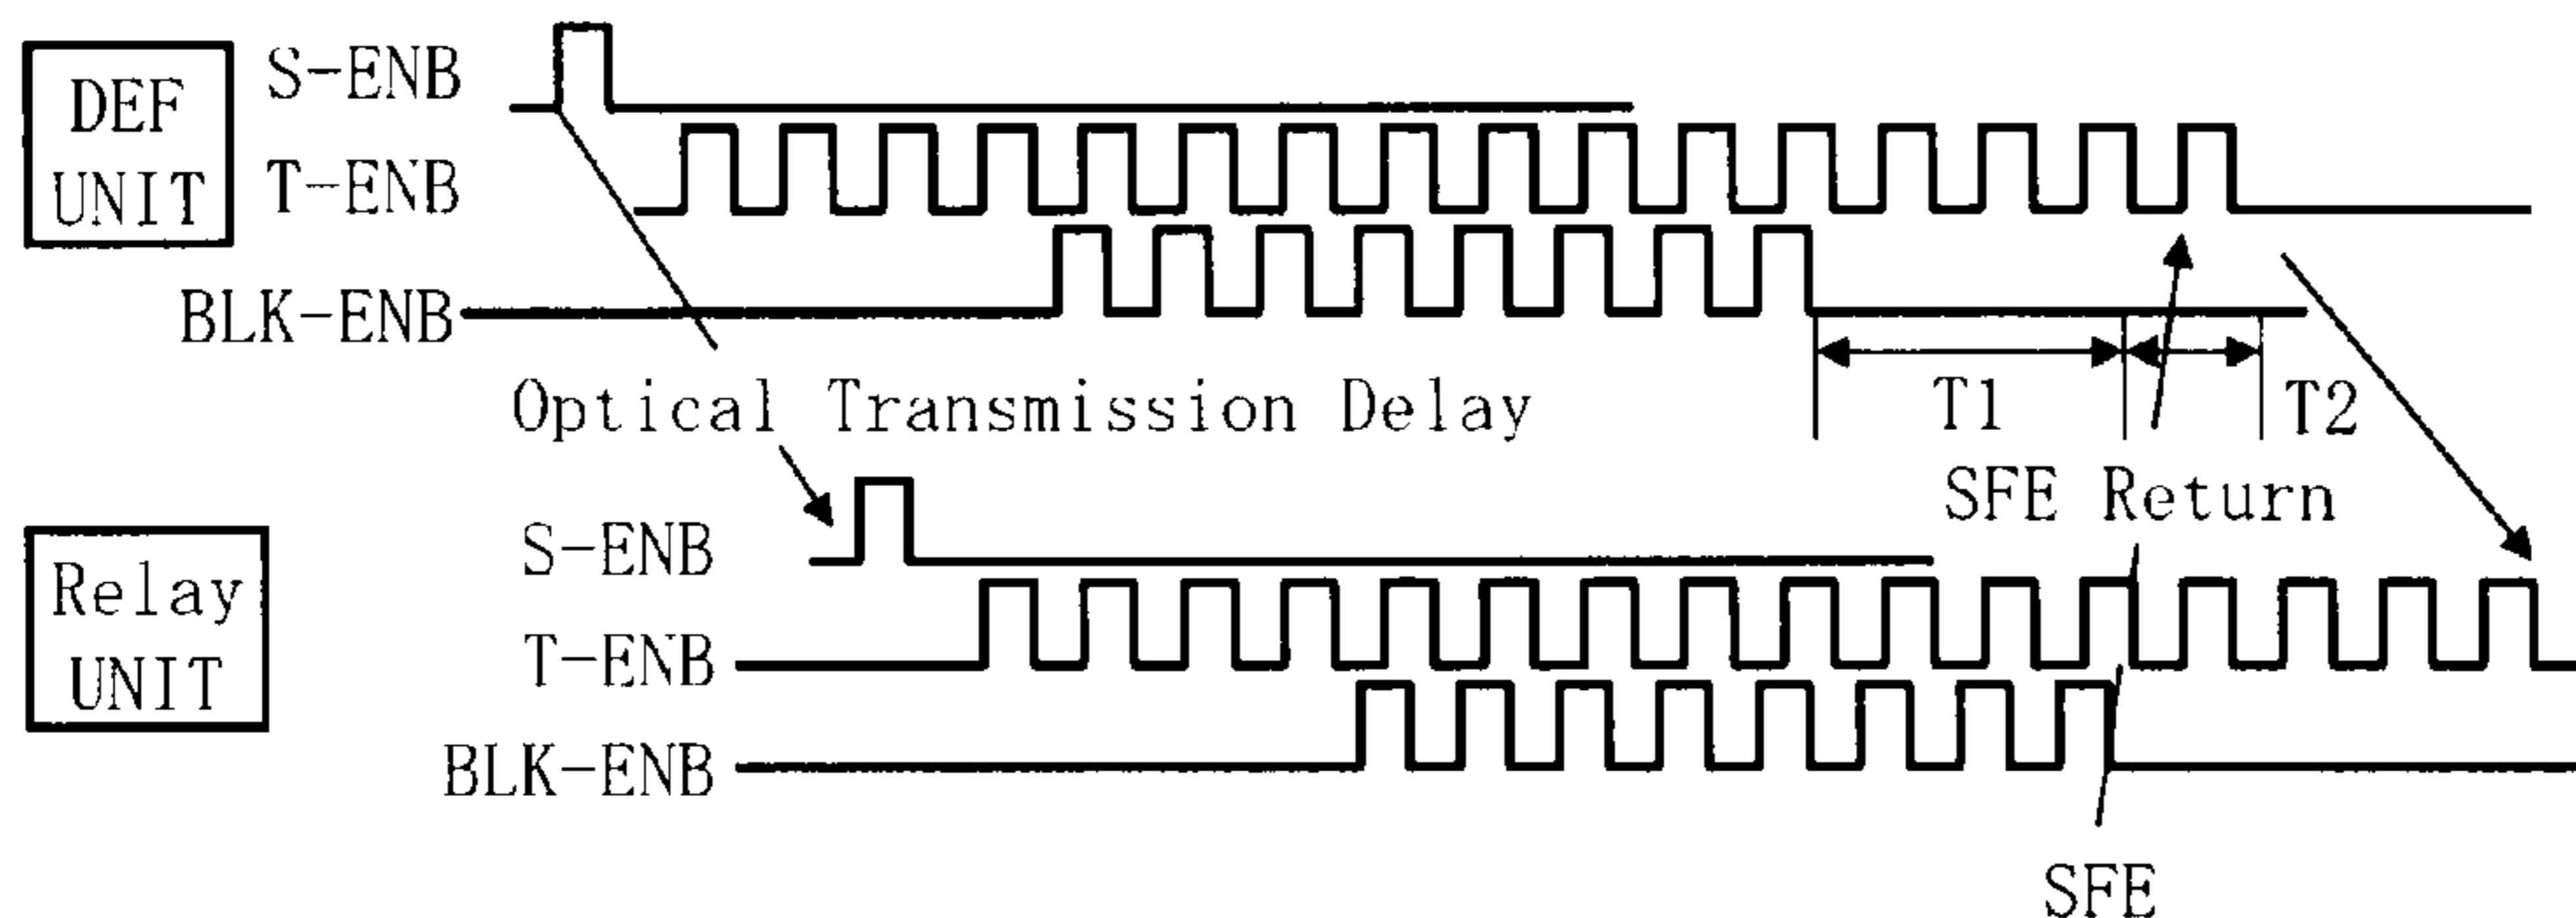 DEF
UNIT
S-ENB
T-ENB
BLK-ENB
Optical Transmission Delay
T1
T2
SFE Return
Relay
UNIT
S-ENB
T-ENB
BLK-ENB
SFE